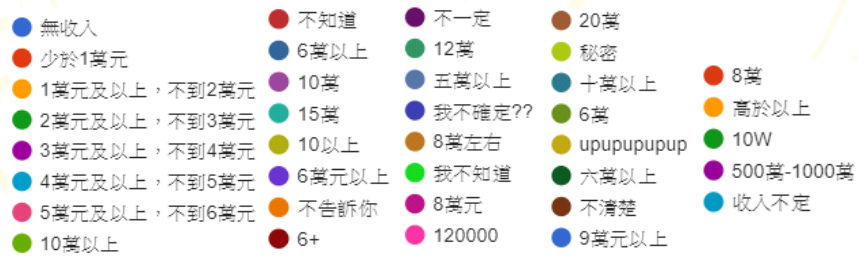 無收入
少於1萬元
1萬元及以上，不到2萬元
2萬元及以上，不到3萬元
3萬元及以上，不到4萬元
4萬元及以上，不到5萬元
5萬元及以上，不到6萬元
10萬以上
不知道
6萬以上
10萬
15萬
10以上
6萬元以上
不告訴你
6+
不一定
12萬
五萬以上
我不確定??
8萬左右
我不知道
8萬元
120000
20萬
秘密
十萬以上
6萬
upupupupup
六萬以上
不清楚
9萬元以上
8萬
高於以上
10W
500萬-1000萬
收入不定